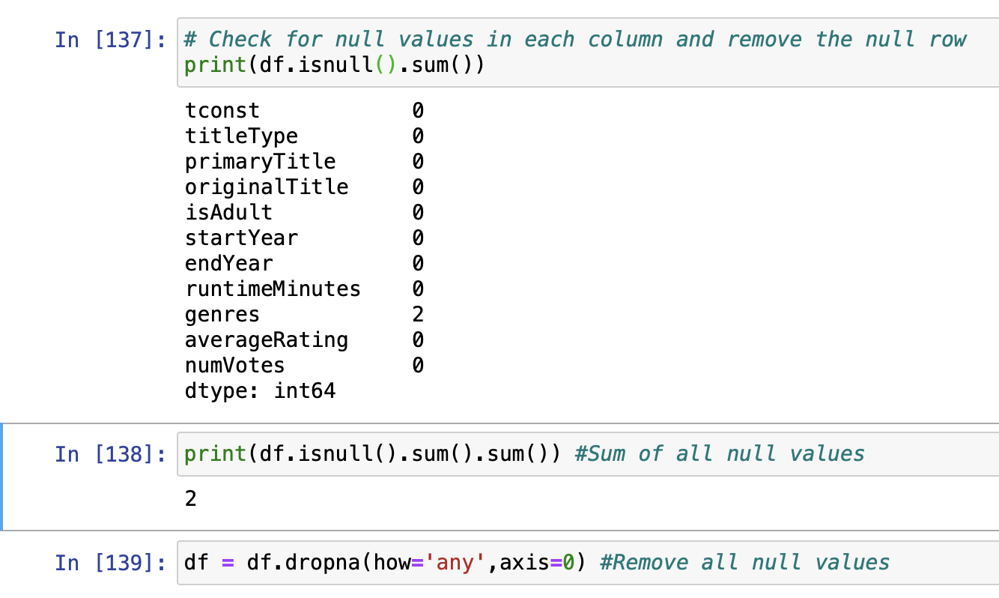 In [137]: # Check for null values in each column and remove the null row
print(df.isnull().sum())
tconst 0
titleType 0
primaryTitle 0
originalTitle 0
isAdult 0
startYear 0
endYear 0
runtimeMinutes 0
genres 2
averageRating 0
numVotes 0
dtype: int64
In [138]: print(df.isnull().sum().sum()) #Sum of all null values
2
In [139]: df = df.dropna(how='any',axis=0) #Remove all null values